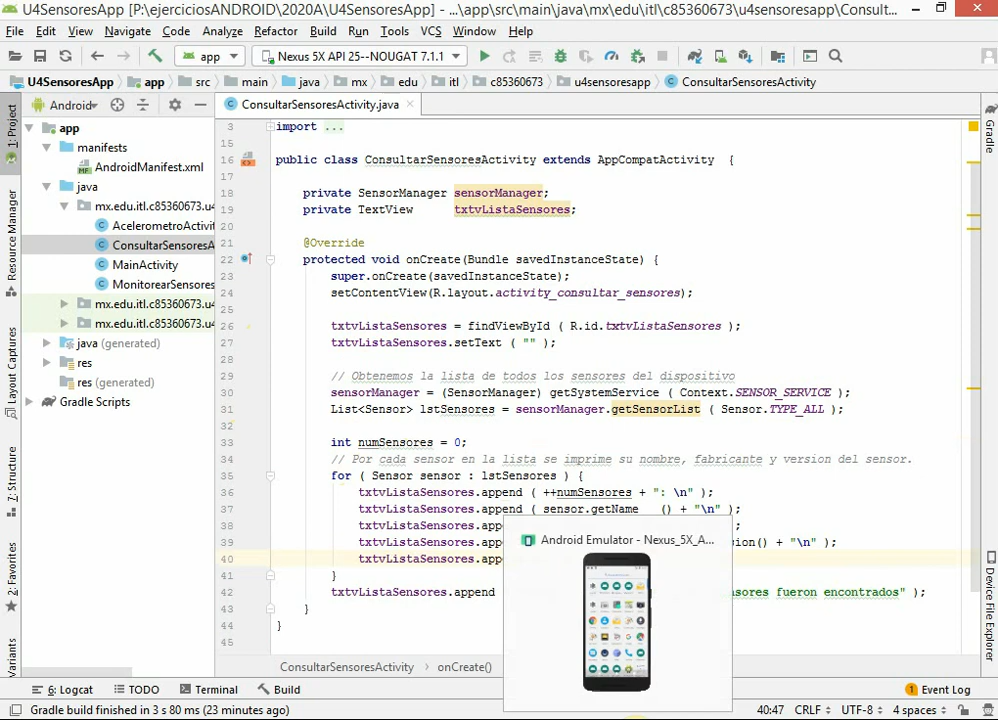 U4SensoresApp [P:\ejerciciosANDROID\2020A\U4SensoresApp] - ...\app\src\main\java\mx\edu\itl\c85360673\u4sensoresapp\Consult...
File Edit View Navigate Code Analyze Refactor Build Run Tools VCS Window Help
app Nexus 5X API 25--NOUGAT 7.1.1
U4SensoresApp app src main java mx edu itl c85360673 u4sensoresapp ConsultarSensoresActivity
Android ConsultarSensoresActivity.java
1: Project
Resource Manager
Layout Captures
7: Structure
2: Favorites
Variants
Gradle
Device File Explorer
app
manifests
AndroidManifest.xml
java
mx.edu.itl.c85360673.u4
AcelerometroActivit
ConsultarSensoresA
MainActivity
MonitorearSensores
mx.edu.itl.c85360673.u4
mx.edu.itl.c85360673.u4
java (generated)
res
res (generated)
Gradle Scripts
3 import ...
15
16 public class ConsultarSensoresActivity extends AppCompatActivity {
17
18 private SensorManager sensorManager;
19 private TextView txtvListaSensores;
20
21 @Override
22 protected void onCreate(Bundle savedInstanceState) {
23 super.onCreate(savedInstanceState);
24 setContentView(R.layout.activity_consultar_sensores);
25
26 txtvListaSensores = findViewById ( R.id.txtvListaSensores );
27 txtvListaSensores.setText ( "" );
28
29 // Obtenemos la lista de todos los sensores del dispositivo
30 sensorManager = (SensorManager) getSystemService ( Context.SENSOR_SERVICE );
31 List<Sensor> lstSensores = sensorManager.getSensorList ( Sensor.TYPE_ALL );
32
33 int numSensores = 0;
34 // Por cada sensor en la lista se imprime su nombre, fabricante y version del sensor.
35 for ( Sensor sensor : lstSensores ) {
36 txtvListaSensores.append ( ++numSensores + ": \n" );
37 txtvListaSensores.append ( sensor.getName () + "\n" );
38 txtvListaSensores.app );
39 txtvListaSensores.app sion() + "\n" );
40 txtvListaSensores.app
41 }
42 txtvListaSensores.append sores fueron encontrados" );
43 }
44 }
45
Android Emulator - Nexus_5X_A...
ConsultarSensoresActivity › onCreate()
6: Logcat TODO Terminal Build 1 Event Log
Gradle build finished in 3 s 80 ms (23 minutes ago) 40:47 CRLF UTF-8 4 spaces